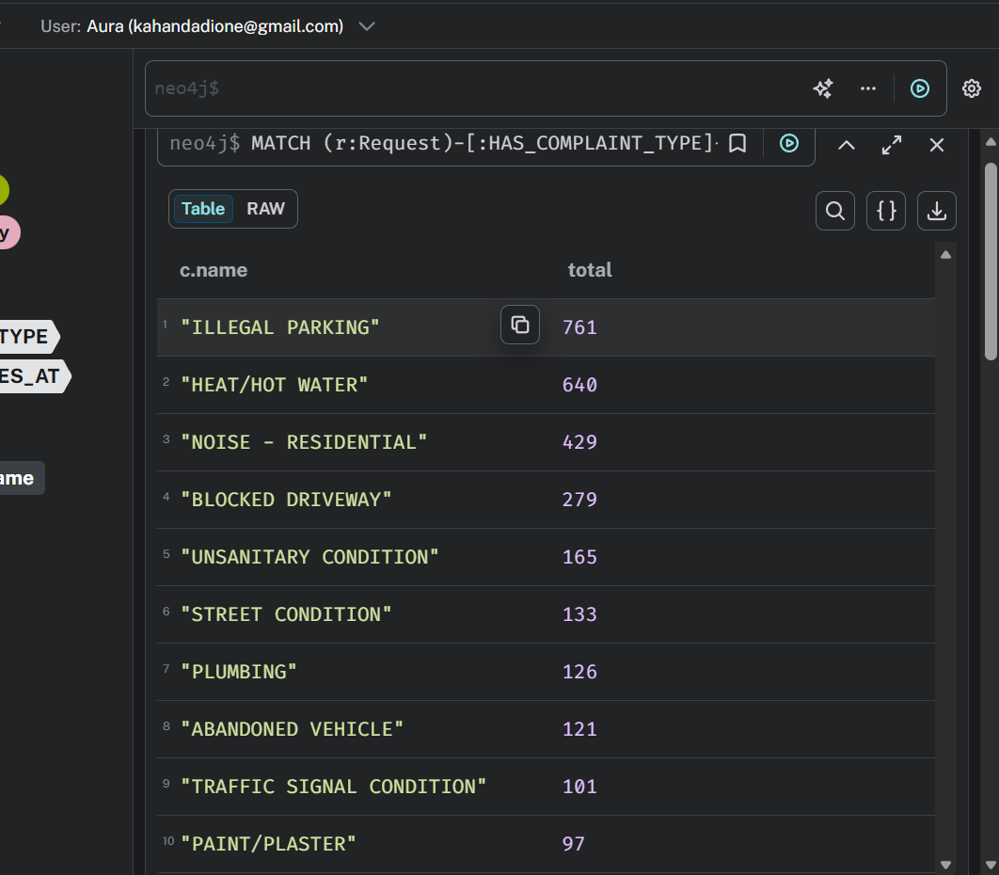 User: Aura (kahandadione@gmail.com)
neo4j$
neo4j$ MATCH (r:Request)-[:HAS_COMPLAINT_TYPE]-
Table RAW
{}
y
c.name total
1 "ILLEGAL PARKING" 761
TYPE
ES_AT
2 "HEAT/HOT WATER" 640
3 "NOISE - RESIDENTIAL" 429
ame
4 "BLOCKED DRIVEWAY" 279
5 "UNSANITARY CONDITION" 165
6 "STREET CONDITION" 133
7 "PLUMBING" 126
8 "ABANDONED VEHICLE" 121
9 "TRAFFIC SIGNAL CONDITION" 101
10 "PAINT/PLASTER" 97